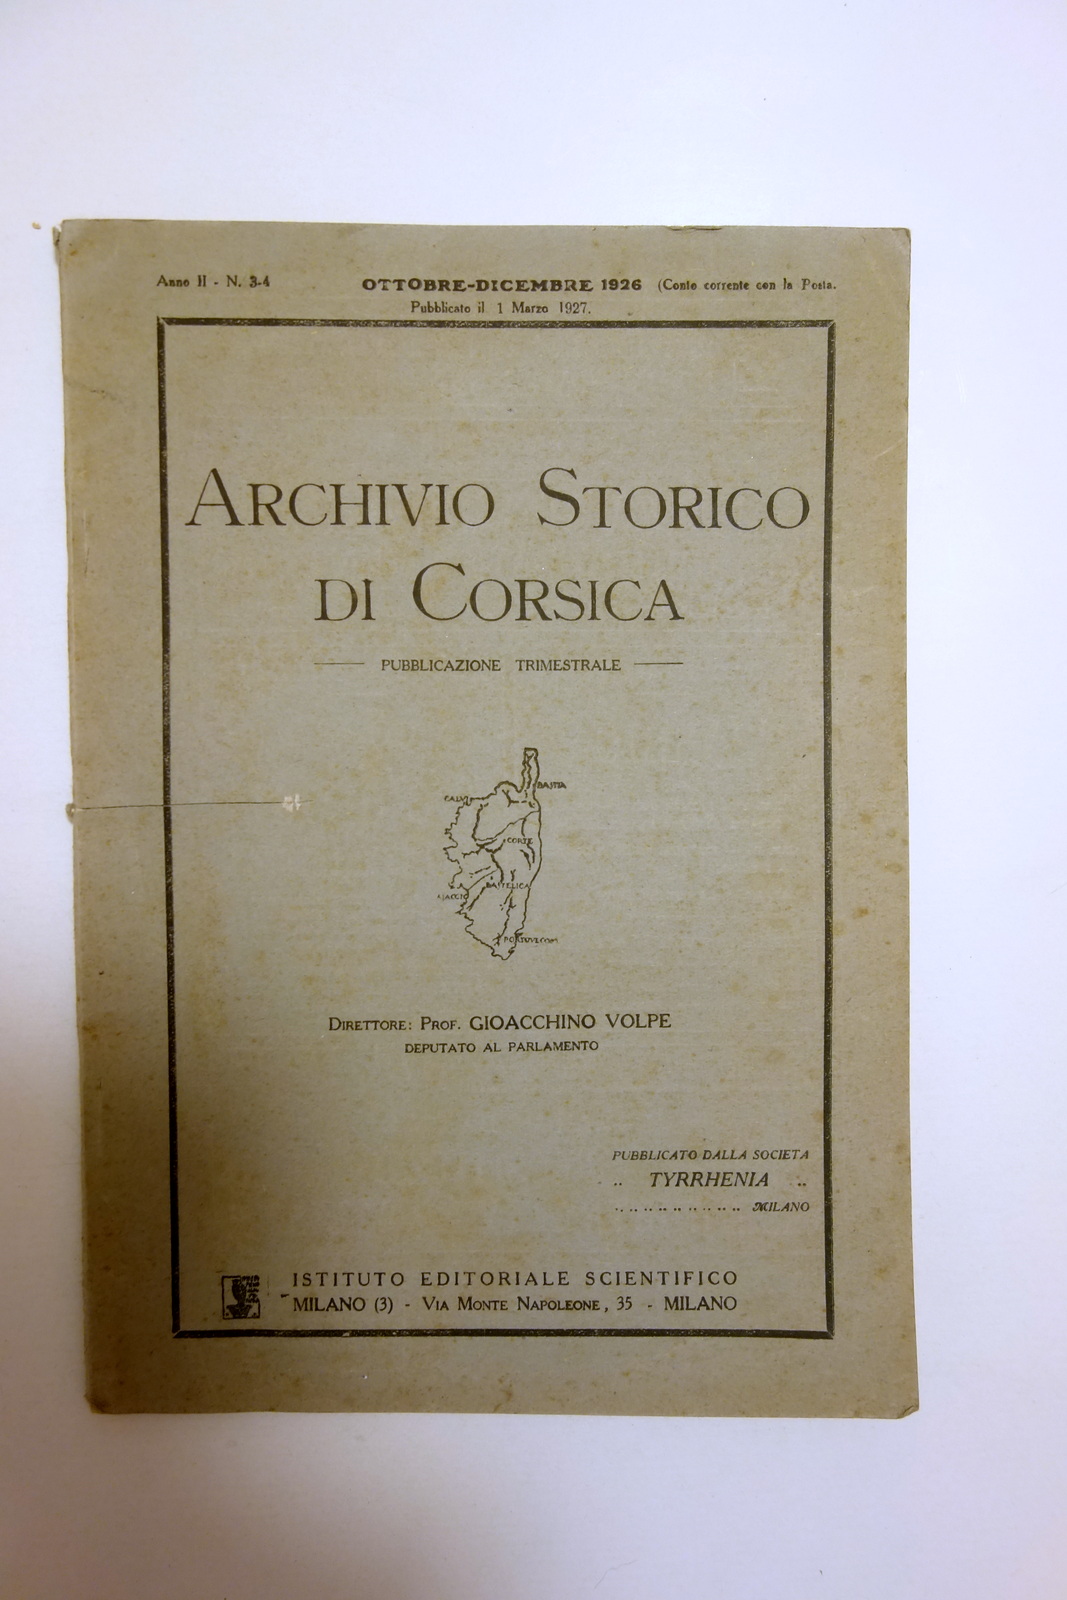 Anno II - N. 3-4 OTTOBRE-DICEMBRE 1926 (Conto corrente con la Posta.
Pubblicato il 1 Marzo 1927.
ARCHIVIO STORICO
DI CORSICA
PUBBLICAZIONE TRIMESTRALE
BASTIA
CALVI
CORTE
BASTELICA
AJACCIO
DIRETTORE: PROF. GIOACCHINO VOLPE
DEPUTATO AL PARLAMENTO
PUBBLICATO DALLA SOCIETA
.. TYRRHENIA ..
.. .. .. .. .. .. .. .. .. MILANO
ISTITUTO EDITORIALE SCIENTIFICO
MILANO (3) - VIA MONTE NAPOLEONE, 35 - MILANO